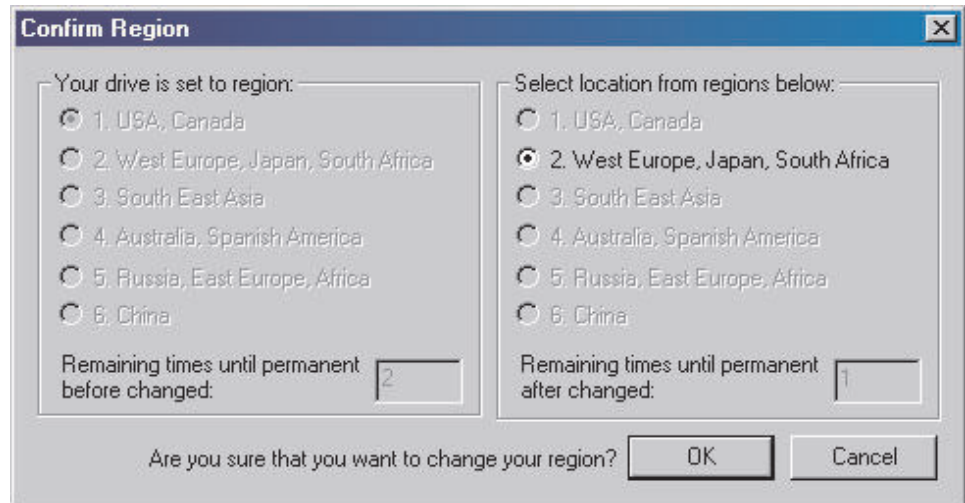 Confirm Region
Your drive is set to region:
1. USA, Canada
2. West Europe, Japan, South Africa
3. South East Asia
4. Australia, Spanish America
5. Russia, East Europe, Africa
6. China
Remaining times until permanent
before changed:
2
Select location from regions below:
1. USA, Canada
2. West Europe, Japan, South Africa
3. South East Asia
4. Australia, Spanish America
5. Russia, East Europe, Africa
6. China
Remaining times until permanent
after changed:
1
Are you sure that you want to change your region?
OK
Cancel